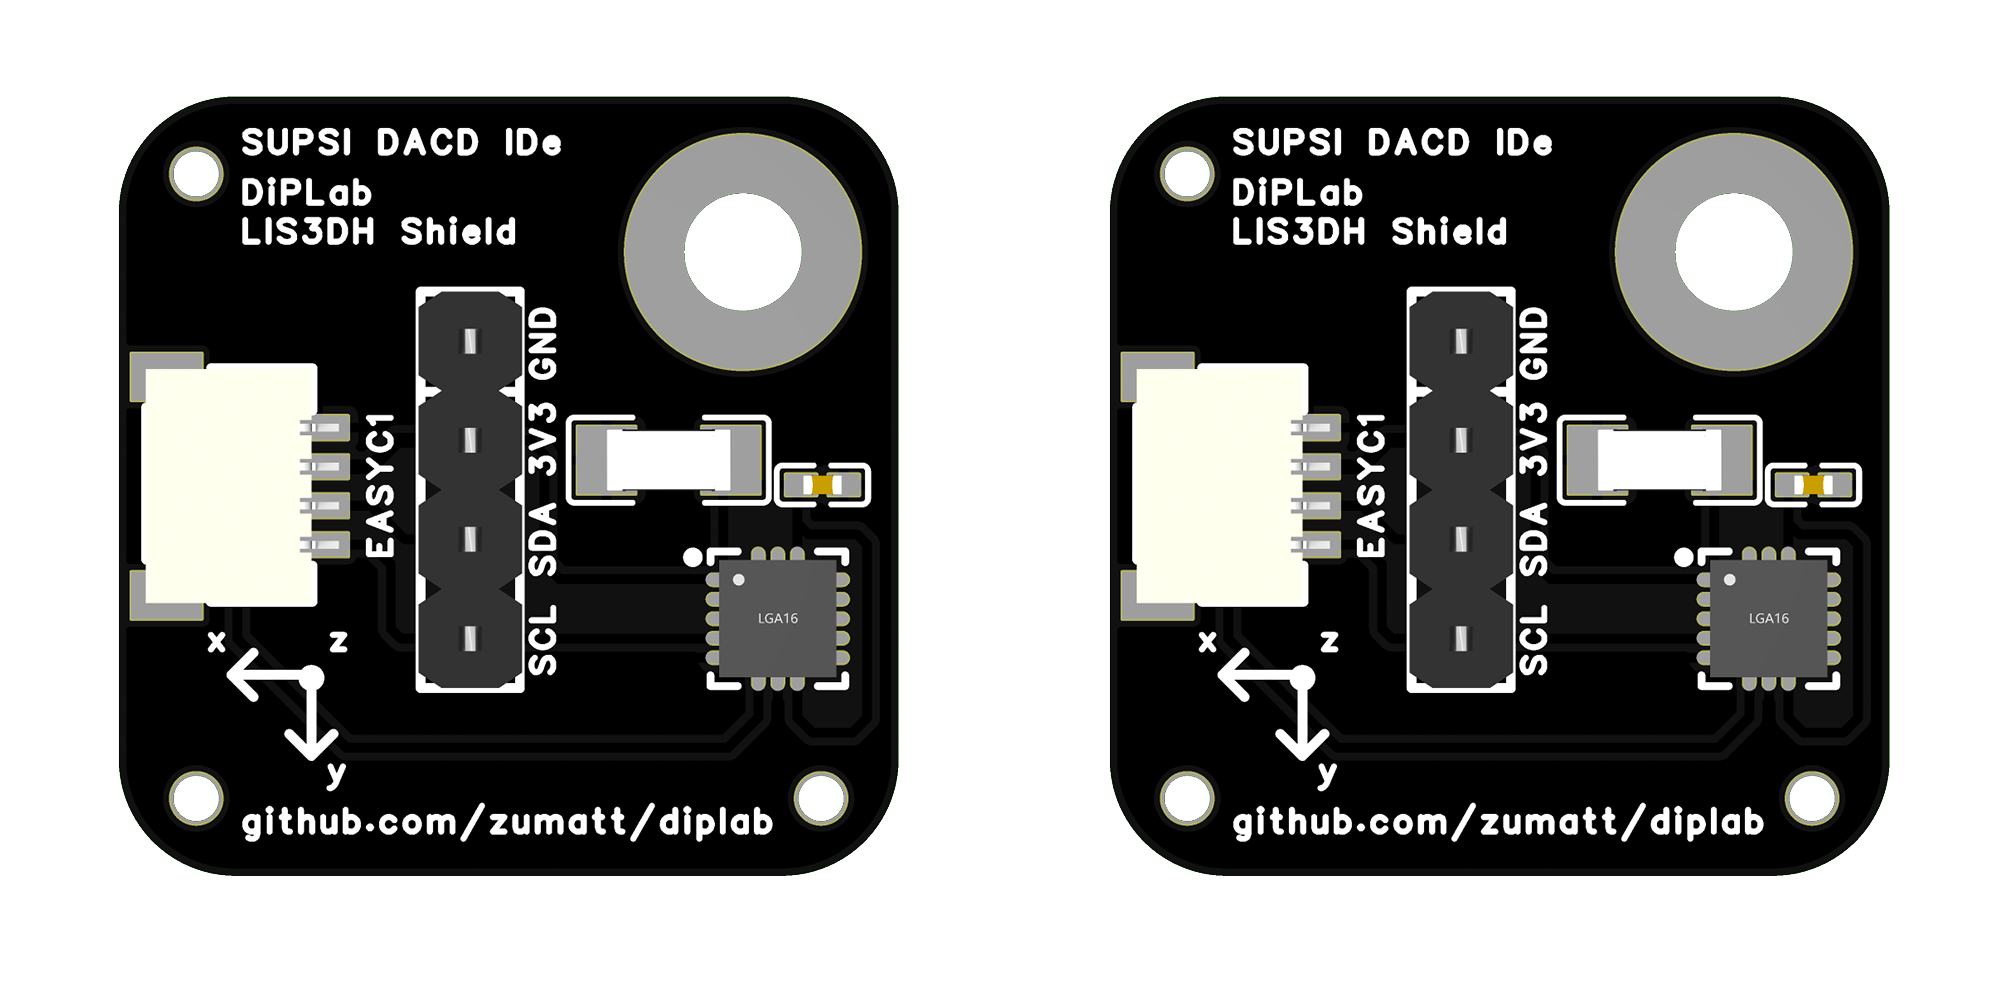 SUPSI DACD IDe
DiPLab
LIS3DH Shield
GND
3V3
SDA
SCL
EASYC1
LGA16
x
z
y
github.com/zumatt/diplab
SUPSI DACD IDe
DiPLab
LIS3DH Shield
GND
3V3
SDA
SCL
EASYC1
LGA16
x
z
y
github.com/zumatt/diplab